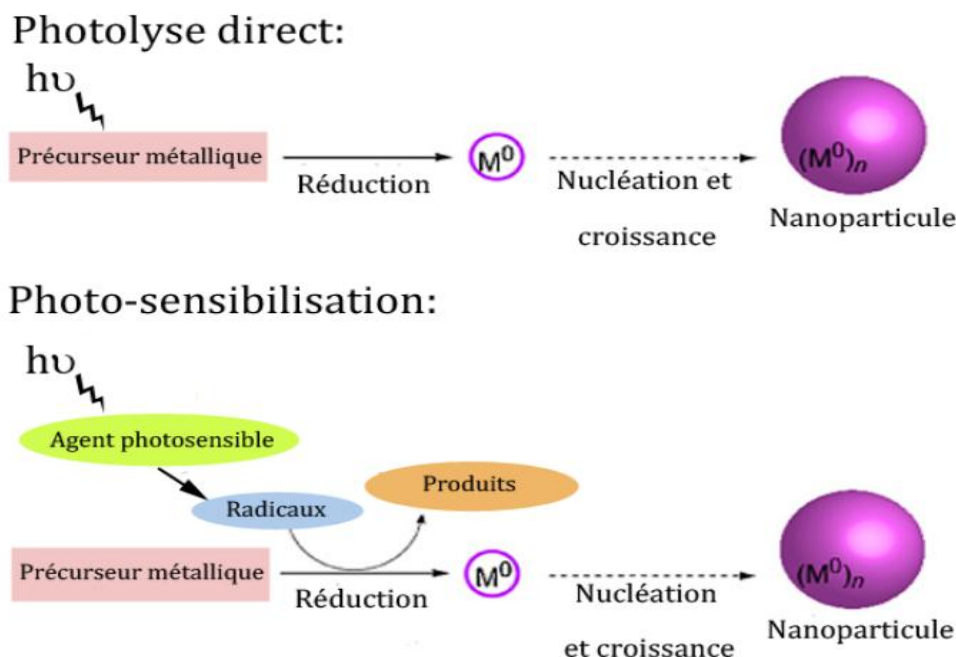 Photolyse direct:
hυ
Précurseur métallique
Réduction
M⁰
Nucléation et
croissance
(M⁰)n
Nanoparticule
Photo-sensibilisation:
hυ
Agent photosensible
Radicaux
Produits
Précurseur métallique
Réduction
M⁰
Nucléation
et croissance
(M⁰)n
Nanoparticule